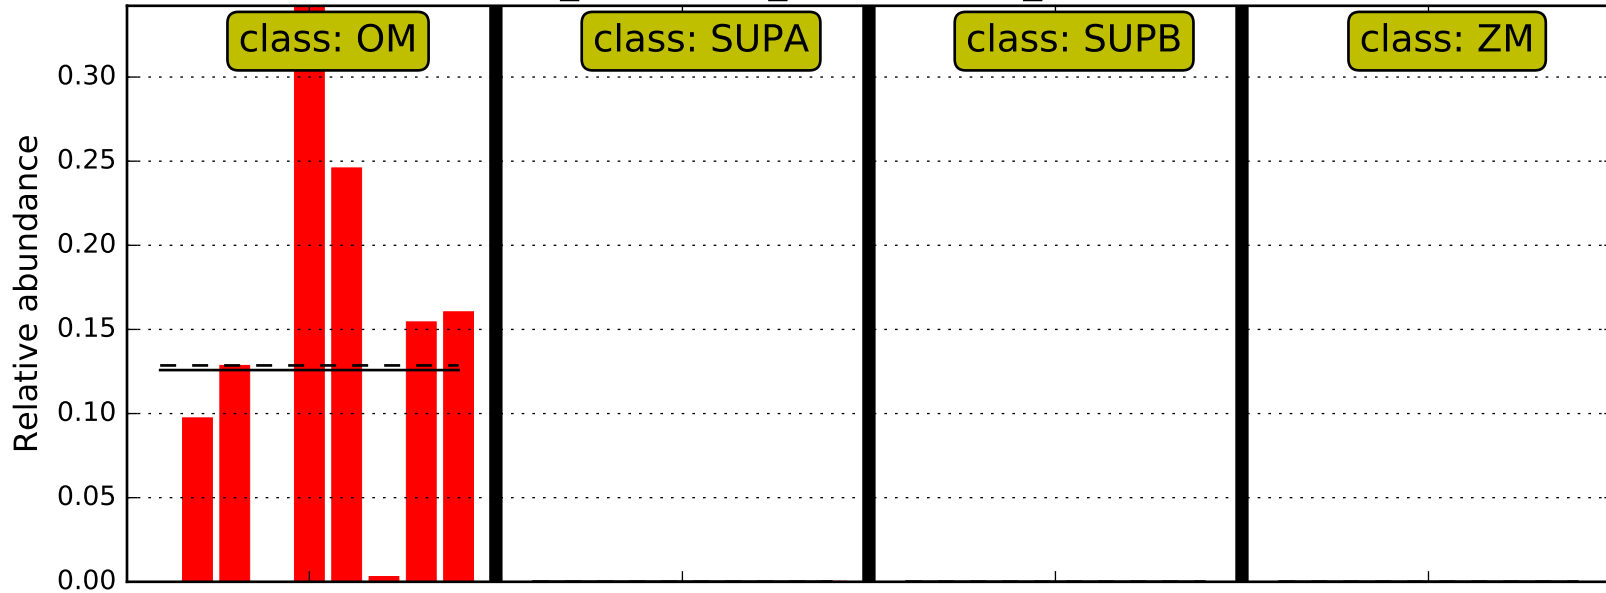 class: OM
class: SUPA
class: SUPB
class: ZM
Relative abundance
0.30
0.25
0.20
0.15
0.10
0.05
0.00